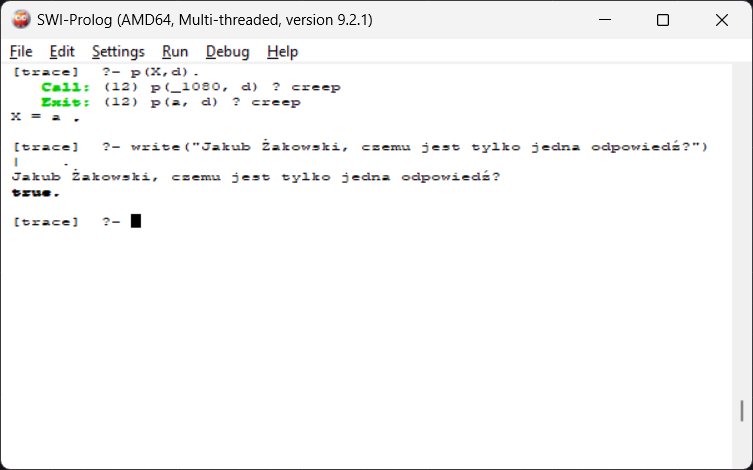 SWI-Prolog (AMD64, Multi-threaded, version 9.2.1)
File Edit Settings Run Debug Help
[trace]  ?- p(X,d).
   Call: (12) p(_1080, d) ? creep
   Exit: (12) p(a, d) ? creep
X = a .
[trace]  ?- write("Jakub Żakowski, czemu jest tylko jedna odpowiedź?")
|    .
Jakub Żakowski, czemu jest tylko jedna odpowiedź?
true.
[trace]  ?-